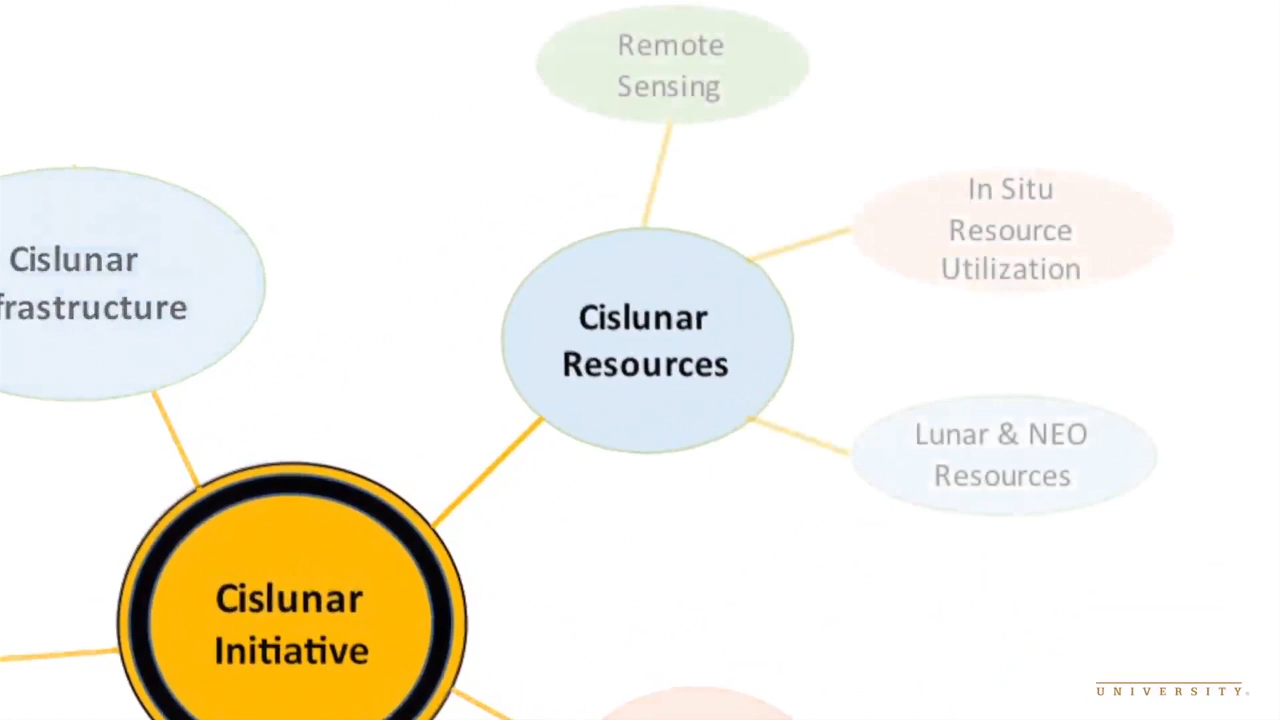 Remote
Sensing
In Situ
Resource
Utilization
Cislunar
frastructure
Cislunar
Resources
Lunar & NEO
Resources
Cislunar
Initiative
UNIVERSITY